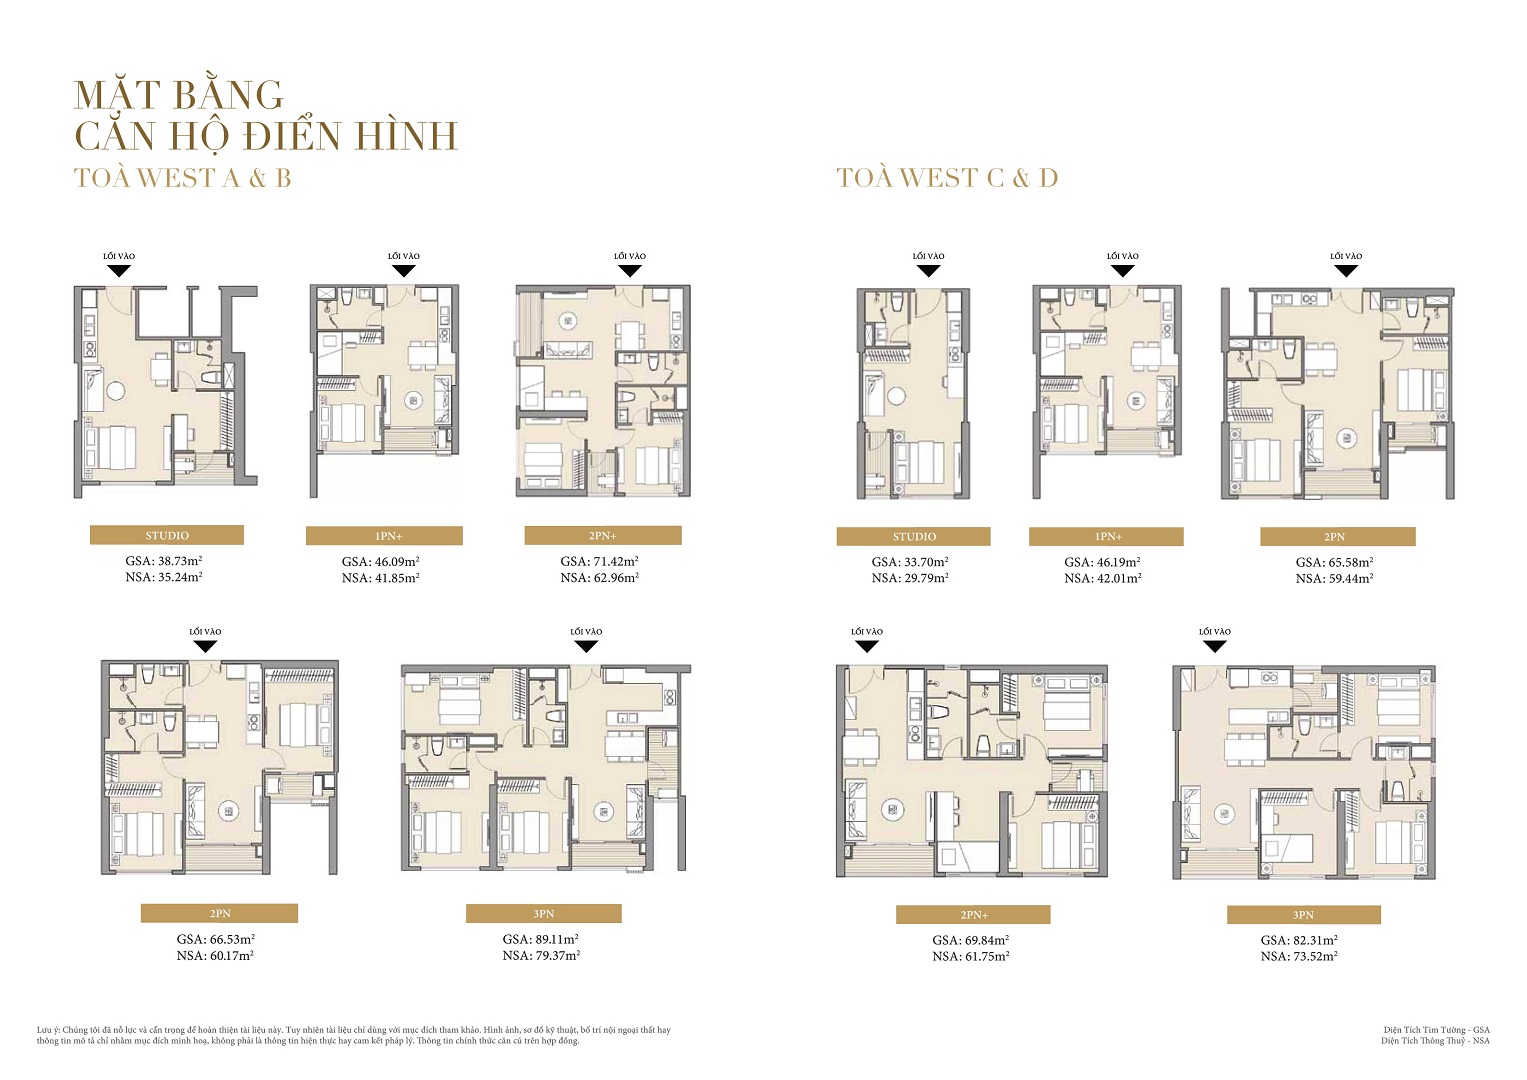 MẶT BẰNG
CĂN HỘ ĐIỂN HÌNH
TOÀ WEST A & B
LỐI VÀO
LỐI VÀO
LỐI VÀO
STUDIO
GSA: 38.73m²
NSA: 35.24m²
1PN+
GSA: 46.09m²
NSA: 41.85m²
2PN+
GSA: 71.42m²
NSA: 62.96m²
LỐI VÀO
LỐI VÀO
2PN
GSA: 66.53m²
NSA: 60.17m²
3PN
GSA: 89.11m²
NSA: 79.37m²
TOÀ WEST C & D
LỐI VÀO
LỐI VÀO
LỐI VÀO
STUDIO
GSA: 33.70m²
NSA: 29.79m²
1PN+
GSA: 46.19m²
NSA: 42.01m²
2PN
GSA: 65.58m²
NSA: 59.44m²
LỐI VÀO
LỐI VÀO
2PN+
GSA: 69.84m²
NSA: 61.75m²
3PN
GSA: 82.31m²
NSA: 73.52m²
Lưu ý: Chúng tôi đã nỗ lực và cẩn trọng để hoàn thiện tài liệu này. Tuy nhiên tài liệu chỉ dùng với mục đích tham khảo. Hình ảnh, sơ đồ kỹ thuật, bố trí nội ngoại thất hay
thông tin mô tả chỉ nhằm mục đích minh hoạ, không phải là thông tin hiện thực hay cam kết pháp lý. Thông tin chính thức căn cú trên hợp đồng.
Diện Tích Tim Tường - GSA
Diện Tích Thông Thuỷ - NSA